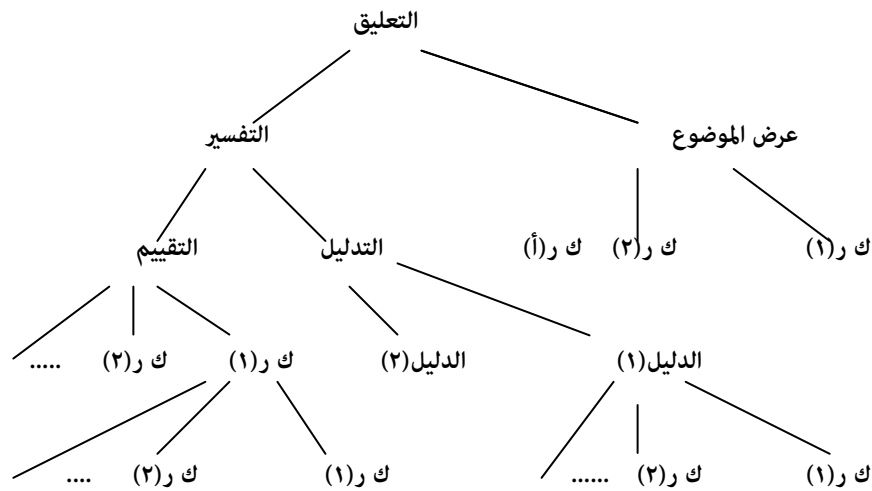 التعليق
عرض الموضوع التفسير
ك ر(١) ك ر(٢) ك ر(أ) التدليل التقييم
الدليل(١) الدليل(٢) ك ر(١) ك ر(٢) .....
ك ر(١) ك ر(٢) ...... ك ر(١) ك ر(٢) ....